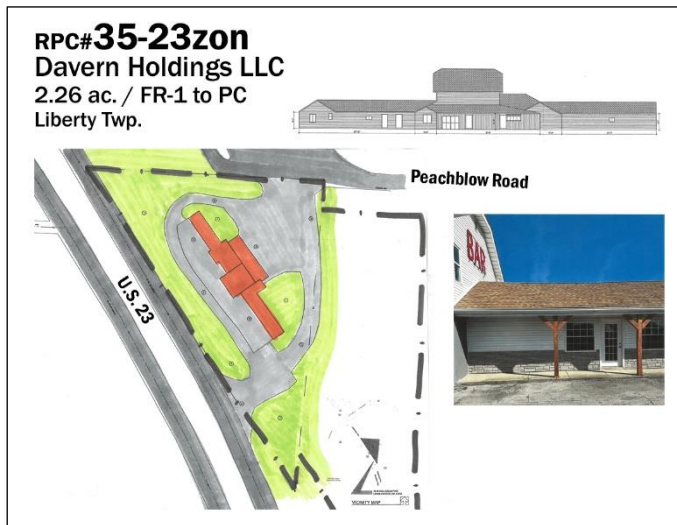 RPC#35-23zon
Davern Holdings LLC
2.26 ac. / FR-1 to PC
Liberty Twp.
Peachblow Road
U.S. 23
BAR
VICINITY MAP